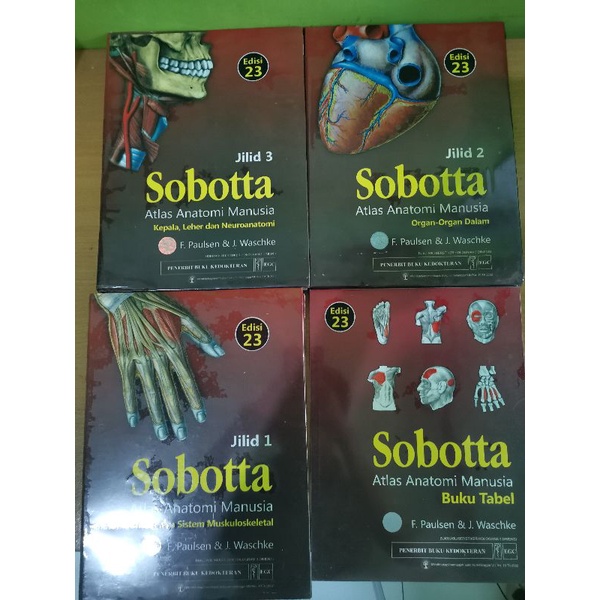 Edisi
23
Jilid 3
Sobotta
Atlas Anatomi Manusia
Kepala, Leher dan Neuroanatomi
F. Paulsen & J. Waschke
PENERBIT BUKU KEDOKTERAN
EGC
Edisi
23
Jilid 2
Sobotta
Atlas Anatomi Manusia
Organ-Organ Dalam
F. Paulsen & J. Waschke
PENERBIT BUKU KEDOKTERAN
EGC
Edisi
23
Jilid 1
Sobotta
Anatomi Manusia
Sistem Muskuloskeletal
F. Paulsen & J. Waschke
PENERBIT BUKU KEDOKTERAN
EGC
Edisi
23
Sobotta
Atlas Anatomi Manusia
Buku Tabel
F. Paulsen & J. Waschke
PENERBIT BUKU KEDOKTERAN
EGC